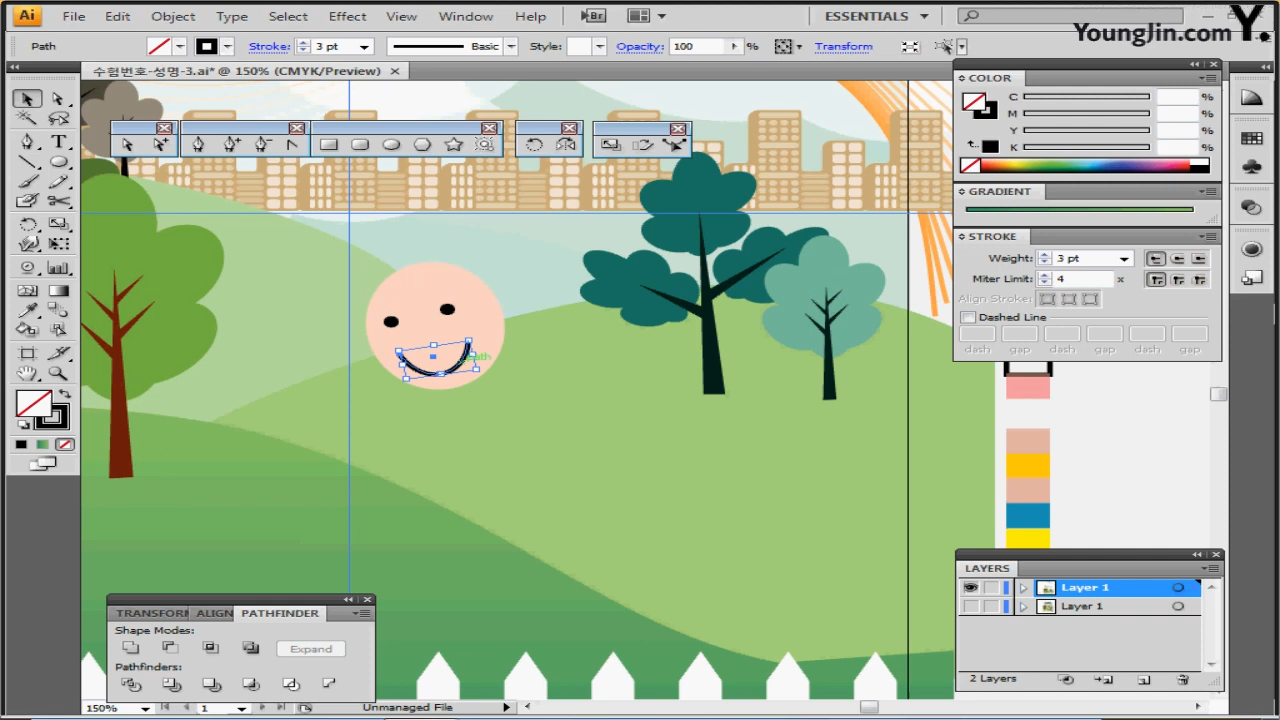 Ai File Edit Object Type Select Effect View Window Help Br ESSENTIALS
YoungJin.com Y.
Path Stroke: 3 pt Basic Style: Opacity: 100 % Transform
수험번호-성명-3.ai* @ 150% (CMYK/Preview)
COLOR
C %
M %
Y %
K %
GRADIENT
STROKE
Weight: 3 pt
Miter Limit: 4 x
Align Stroke:
Dashed Line
dash gap dash gap dash gap
path
LAYERS
Layer 1
Layer 1
2 Layers
TRANSFORM ALIGN PATHFINDER
Shape Modes:
Expand
Pathfinders:
150% 1 Unmanaged File